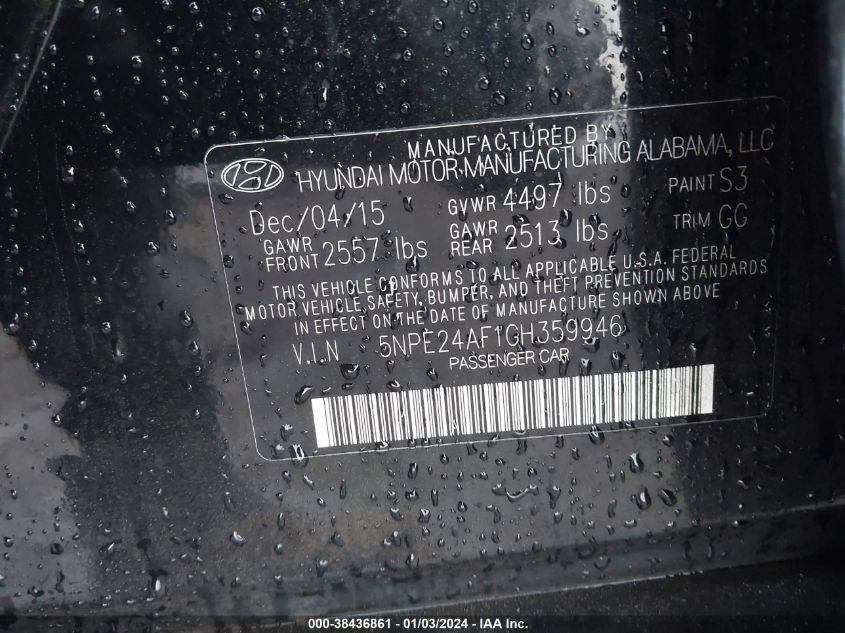 MANUFACTURED BY
HYUNDAI MOTOR MANUFACTURING ALABAMA, LLC
Dec/04/15 GVWR 4497 lbs PAINT S3
GAWR FRONT 2557 lbs GAWR REAR 2513 lbs TRIM GG
THIS VEHICLE CONFORMS TO ALL APPLICABLE U.S.A. FEDERAL
MOTOR VEHICLE SAFETY, BUMPER, AND THEFT PREVENTION STANDARDS
IN EFFECT ON THE DATE OF MANUFACTURE SHOWN ABOVE
V.I.N 5NPE24AF1GH359946
PASSENGER CAR
000-38436861 - 01/03/2024 - IAA Inc.